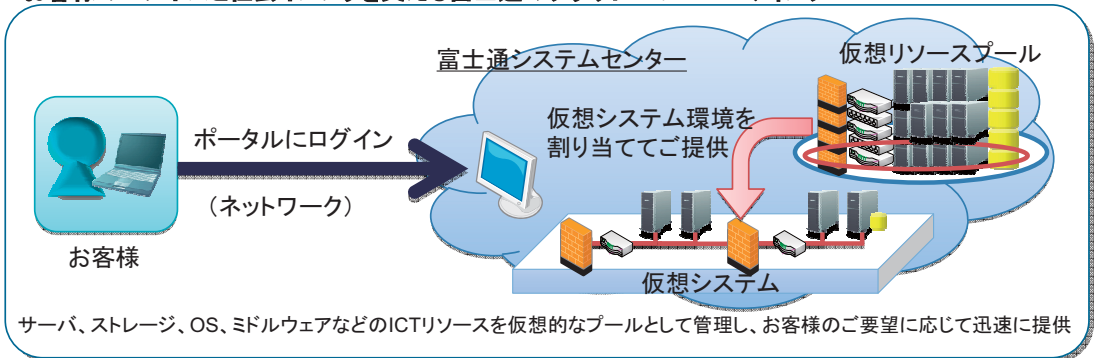 富士通システムセンター
仮想リソースプール
ポータルにログイン
（ネットワーク）
仮想システム環境を
割り当ててご提供
お客様
仮想システム
サーバ、ストレージ、OS、ミドルウェアなどのICTリソースを仮想的なプールとして管理し、お客様のご要望に応じて迅速に提供